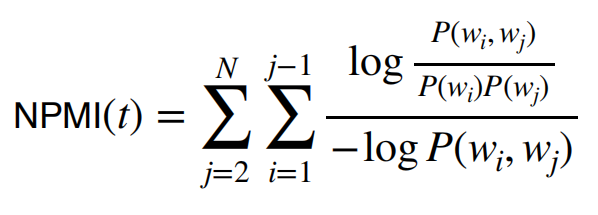 NPMI(t) = \sum_{j=2}^{N} \sum_{i=1}^{j-1} \frac{\log \frac{P(w_i, w_j)}{P(w_i)P(w_j)}}{-\log P(w_i, w_j)}